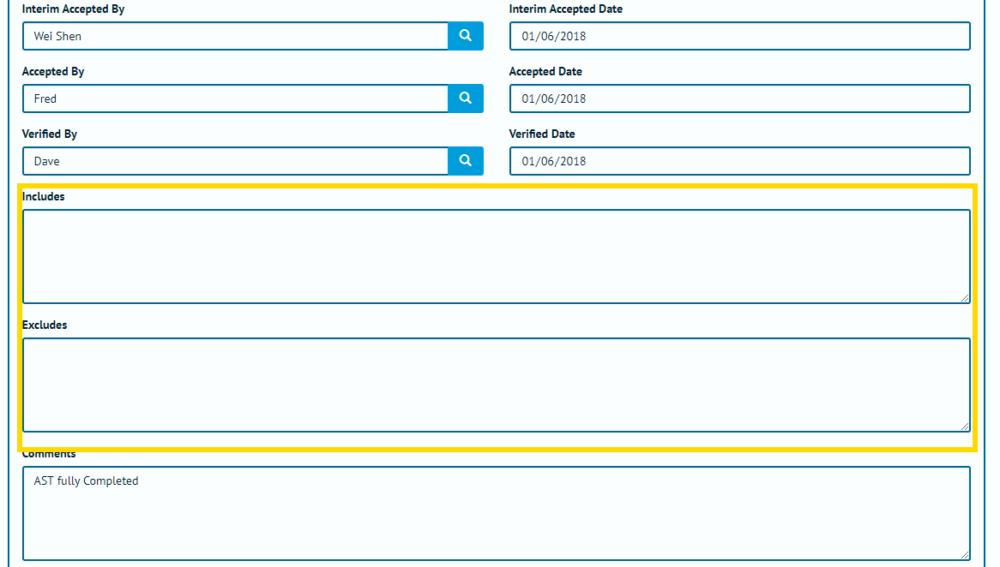 Interim Accepted By
Interim Accepted Date
Wei Shen
01/06/2018
Accepted By
Accepted Date
Fred
01/06/2018
Verified By
Verified Date
Dave
01/06/2018
Includes
Excludes
Comments
AST fully Completed